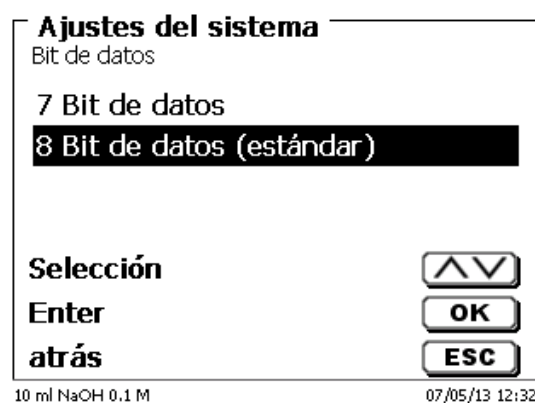 Ajustes del sistema
Bit de datos
7 Bit de datos
8 Bit de datos (estándar)
Selección
Enter OK
atrás ESC
10 ml NaOH 0.1 M 07/05/13 12:32